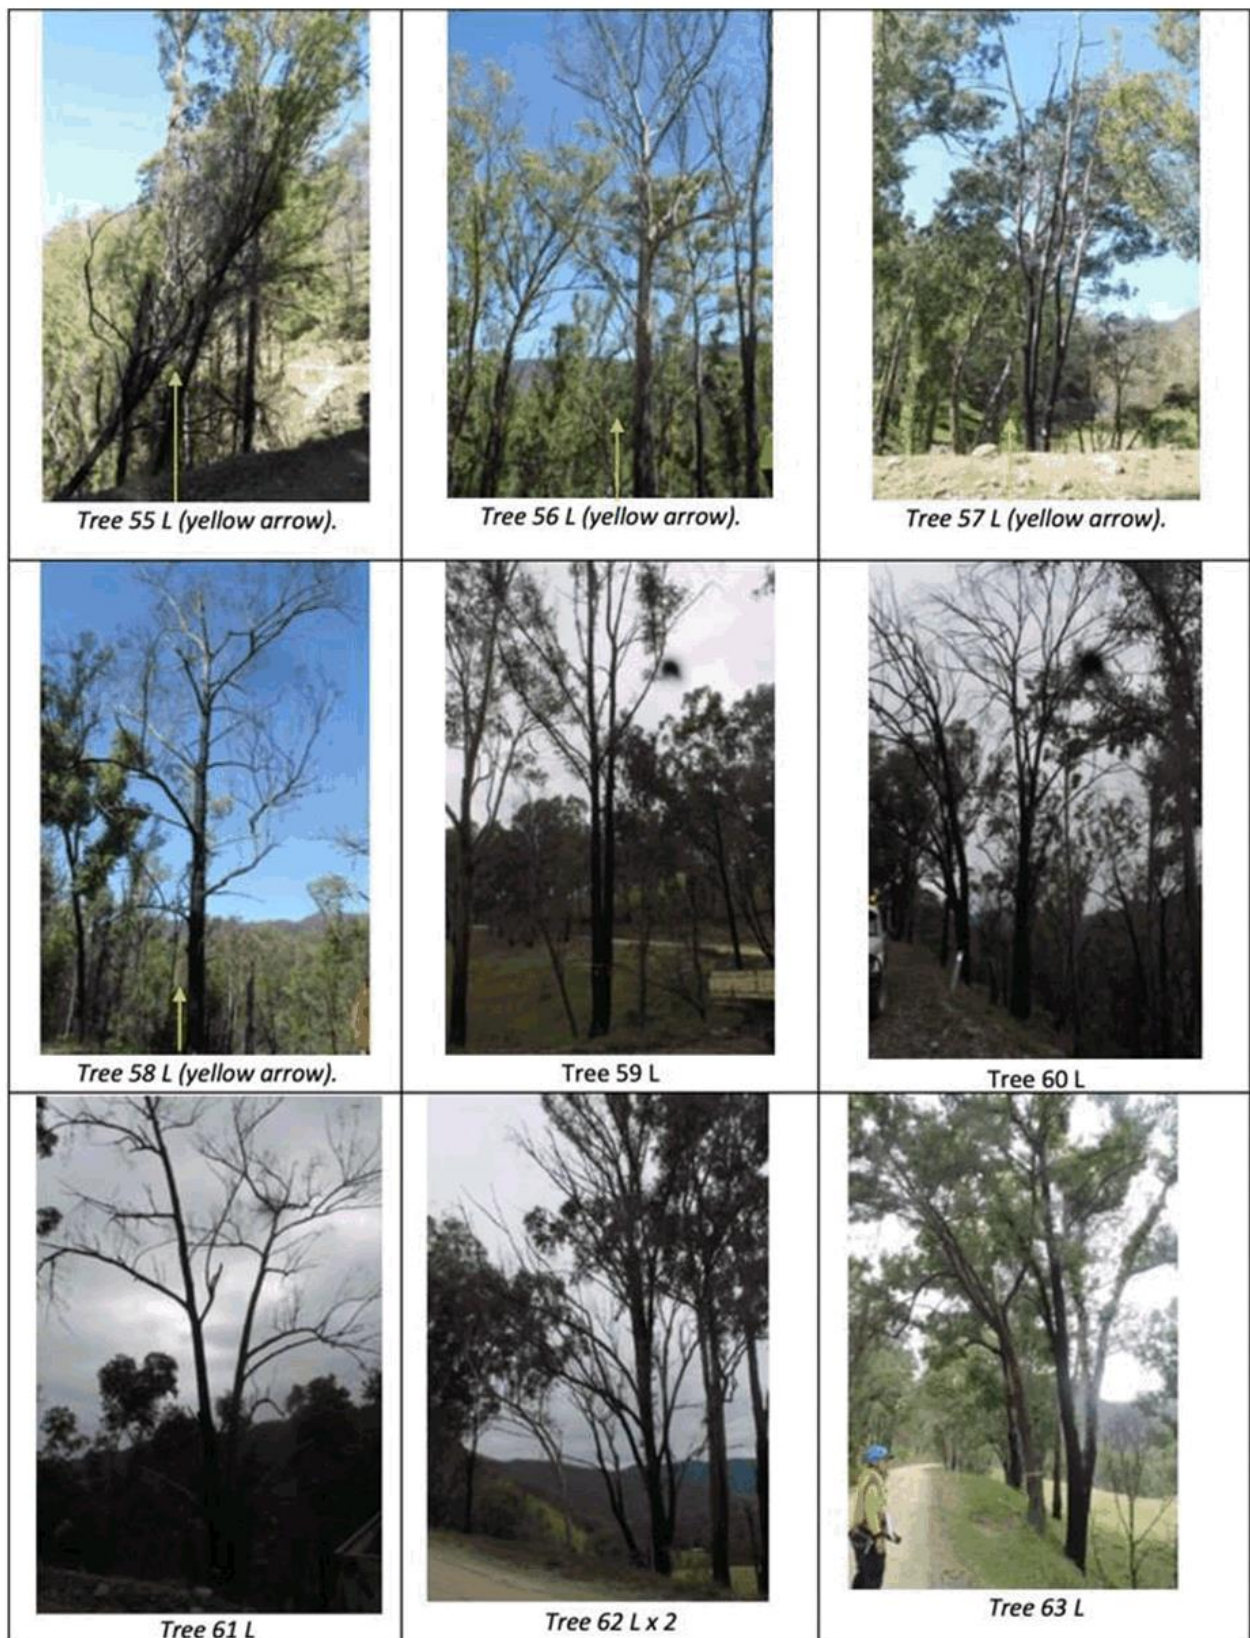 Tree 55 L (yellow arrow).
Tree 56 L (yellow arrow).
Tree 57 L (yellow arrow).
Tree 58 L (yellow arrow).
Tree 59 L
Tree 60 L
Tree 61 L
Tree 62 L x 2
Tree 63 L